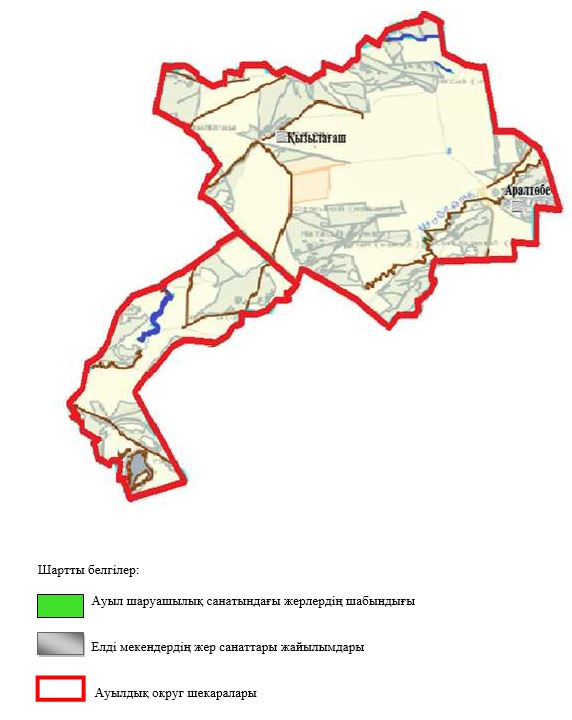 Қызылағаш
Аралтөбе
Шартты белгілер:
Ауыл шаруашылық санатындағы жерлердің шабындығы
Елді мекендердің жер санаттары жайылымдары
Ауылдық округ шекаралары